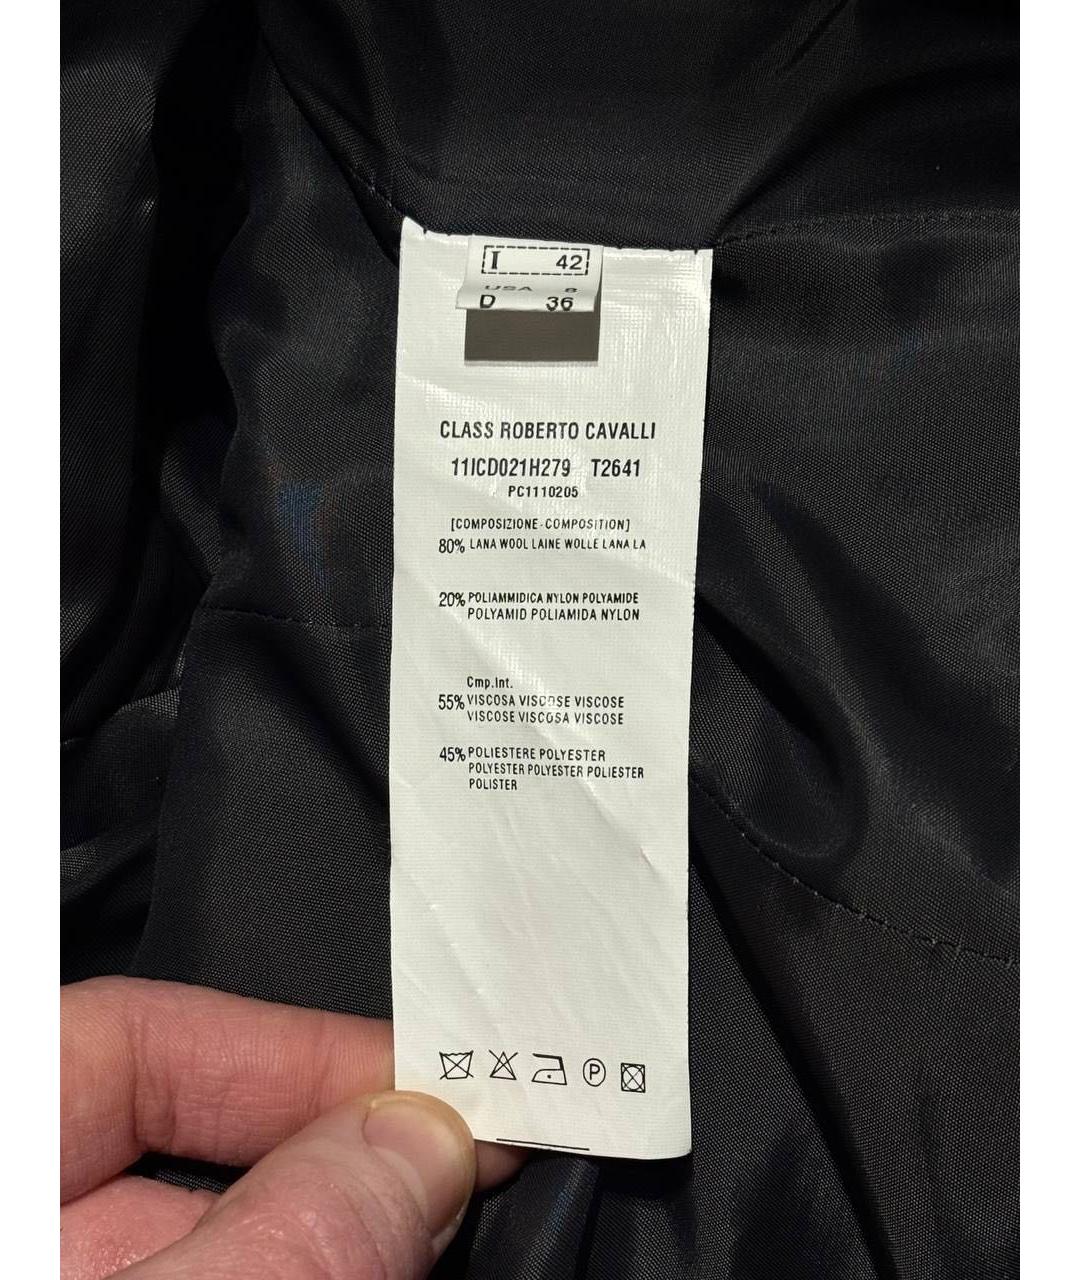 I 42
USA 8
D 36
CLASS ROBERTO CAVALLI
11ICD021H279 T2641
PC1110205
[COMPOSIZIONE-COMPOSITION]
80% LANA WOOL LAINE WOLLE LANA LA
20% POLIAMMIDICA NYLON POLYAMIDE
POLYAMID POLIAMIDA NYLON
Cmp.Int.
55% VISCOSA VISCOSE VISCOSE
VISCOSE VISCOSA VISCOSE
45% POLIESTERE POLYESTER
POLYESTER POLYESTER POLIESTER
POLISTER
P